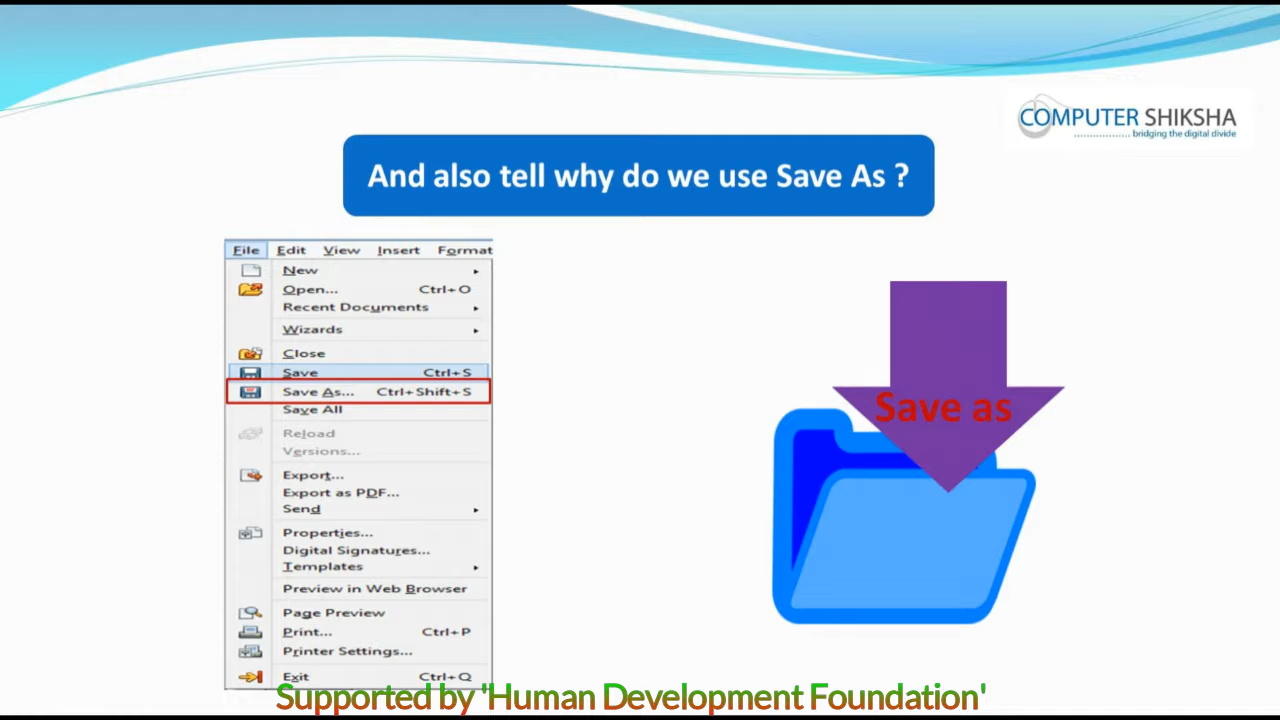 COMPUTER SHIKSHA
bridging the digital divide
And also tell why do we use Save As ?
File Edit View Insert Format
New
Open... Ctrl+O
Recent Documents
Wizards
Close
Save Ctrl+S
Save As... Ctrl+Shift+S
Save All
Reload
Versions...
Export...
Export as PDF...
Send
Properties...
Digital Signatures...
Templates
Preview in Web Browser
Page Preview
Print... Ctrl+P
Printer Settings...
Exit Ctrl+Q
Save as
Supported by 'Human Development Foundation'